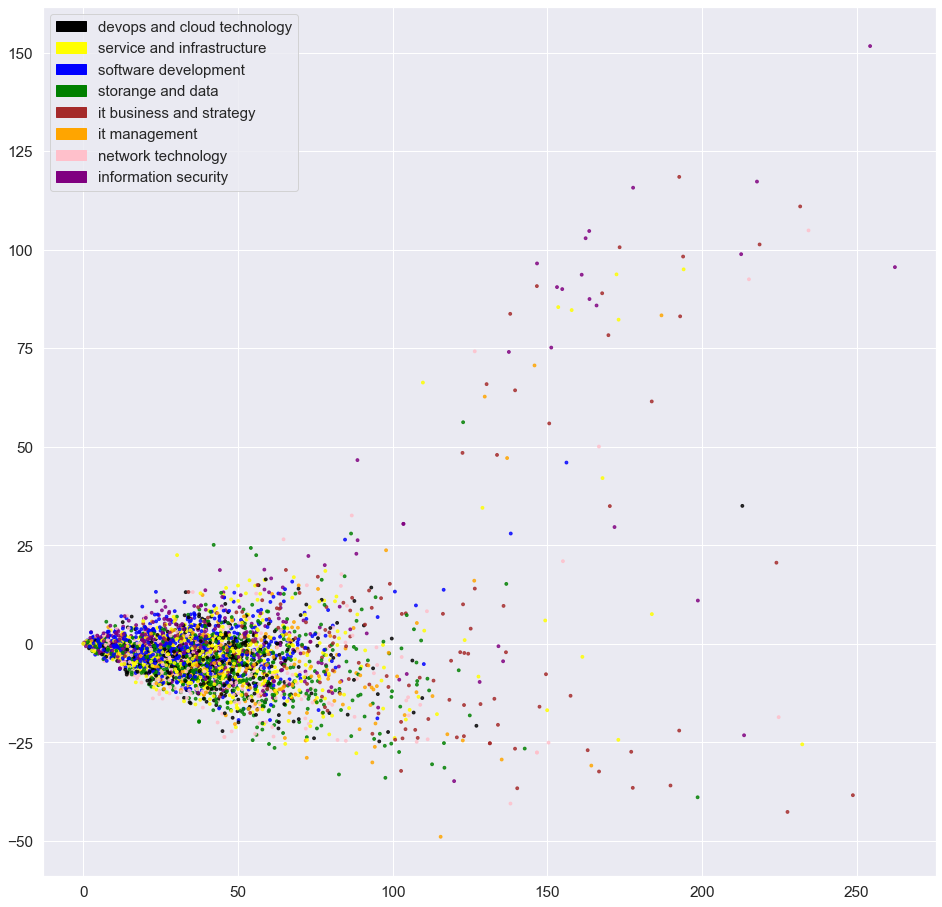 devops and cloud technology
service and infrastructure
software development
storange and data
it business and strategy
it management
network technology
information security
150
125
100
75
50
25
0
−25
−50
0 50 100 150 200 250